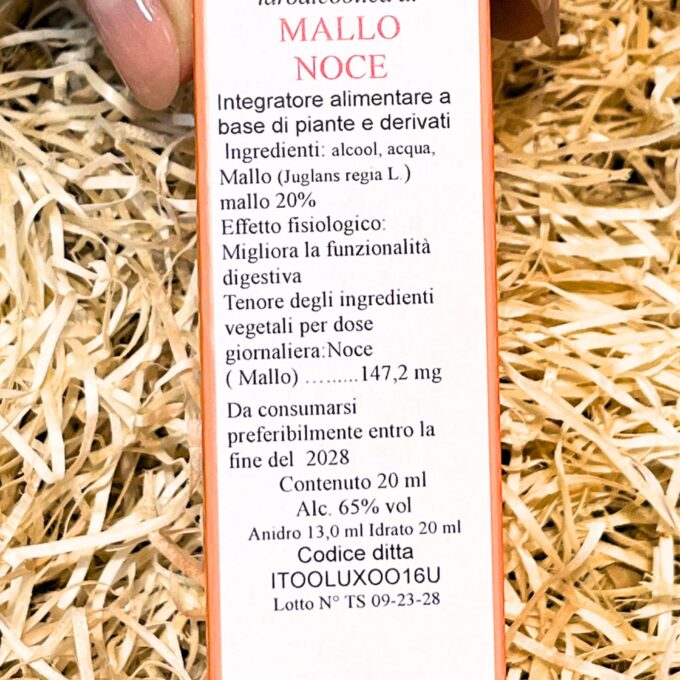 MALLO
NOCE
Integratore alimentare a
base di piante e derivati
Ingredienti: alcool, acqua,
Mallo (Juglans regia L.)
mallo 20%
Effetto fisiologico:
Migliora la funzionalità
digestiva
Tenore degli ingredienti
vegetali per dose
giornaliera:Noce
( Mallo) ..........147,2 mg
Da consumarsi
preferibilmente entro la
fine del 2028
Contenuto 20 ml
Alc. 65% vol
Anidro 13,0 ml Idrato 20 ml
Codice ditta
ITOOLUXOO16U
Lotto N° TS 09-23-28